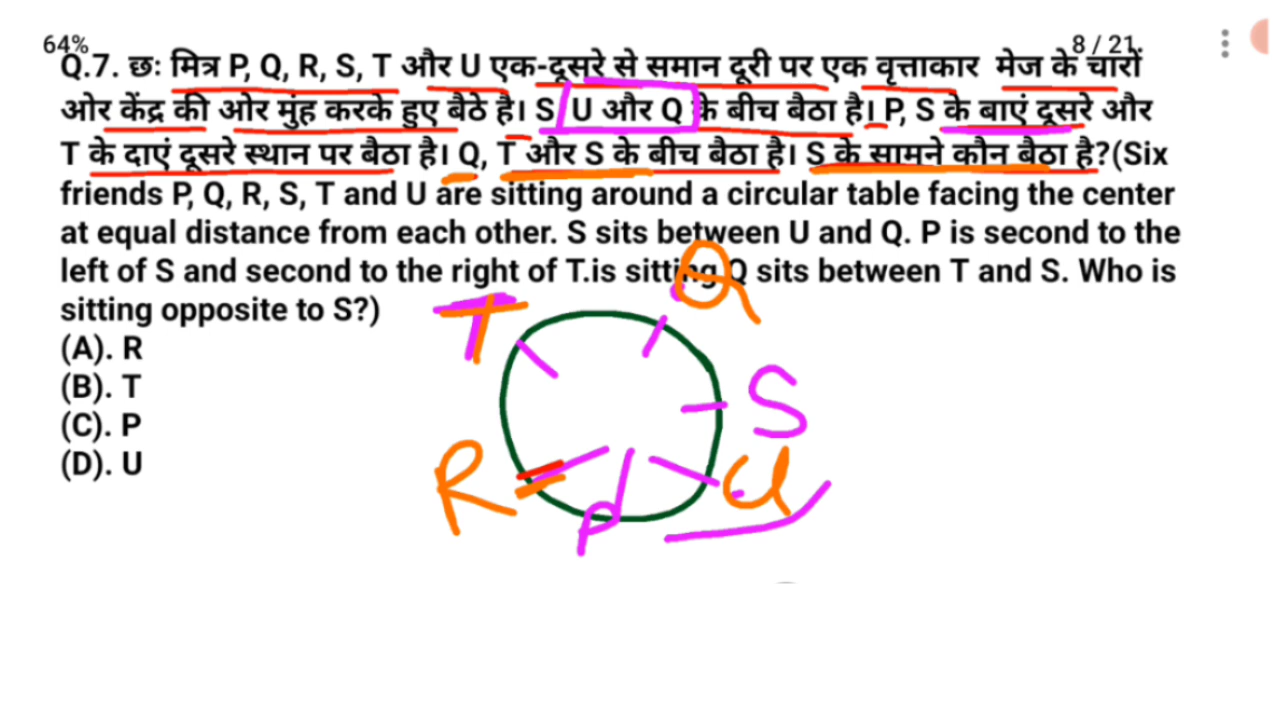 64%
8 / 21
Q.7. छः मित्र P, Q, R, S, T और U एक-दूसरे से समान दूरी पर एक वृत्ताकार मेज के चारों
ओर केंद्र की ओर मुंह करके हुए बैठे है। S, U और Q के बीच बैठा है। P, S के बाएं दूसरे और
T के दाएं दूसरे स्थान पर बैठा है। Q, T और S के बीच बैठा है। S के सामने कौन बैठा है?(Six
friends P, Q, R, S, T and U are sitting around a circular table facing the center
at equal distance from each other. S sits between U and Q. P is second to the
left of S and second to the right of T.is sitting Q sits between T and S. Who is
sitting opposite to S?)
(A). R
(B). T
(C). P
(D). U
T
Q
S
R
P
U